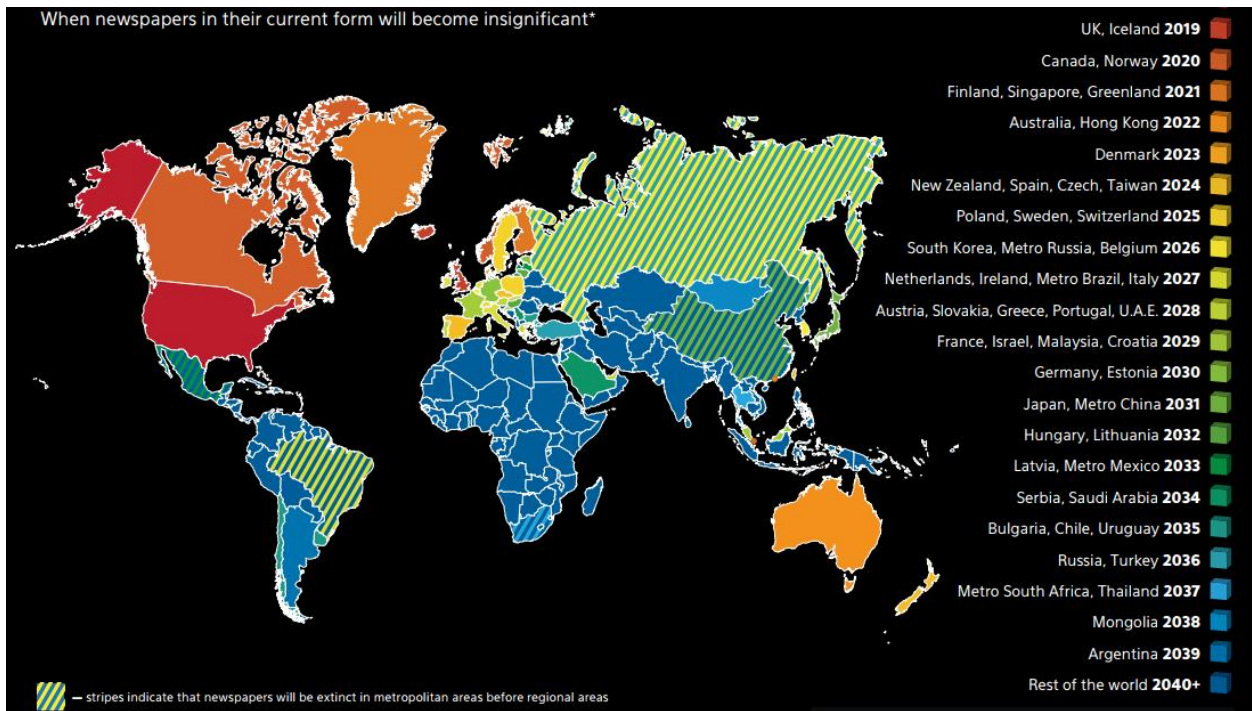 When newspapers in their current form will become insignificant*
UK, Iceland 2019
Canada, Norway 2020
Finland, Singapore, Greenland 2021
Australia, Hong Kong 2022
Denmark 2023
New Zealand, Spain, Czech, Taiwan 2024
Poland, Sweden, Switzerland 2025
South Korea, Metro Russia, Belgium 2026
Netherlands, Ireland, Metro Brazil, Italy 2027
Austria, Slovakia, Greece, Portugal, U.A.E. 2028
France, Israel, Malaysia, Croatia 2029
Germany, Estonia 2030
Japan, Metro China 2031
Hungary, Lithuania 2032
Latvia, Metro Mexico 2033
Serbia, Saudi Arabia 2034
Bulgaria, Chile, Uruguay 2035
Russia, Turkey 2036
Metro South Africa, Thailand 2037
Mongolia 2038
Argentina 2039
Rest of the world 2040+
— stripes indicate that newspapers will be extinct in metropolitan areas before regional areas